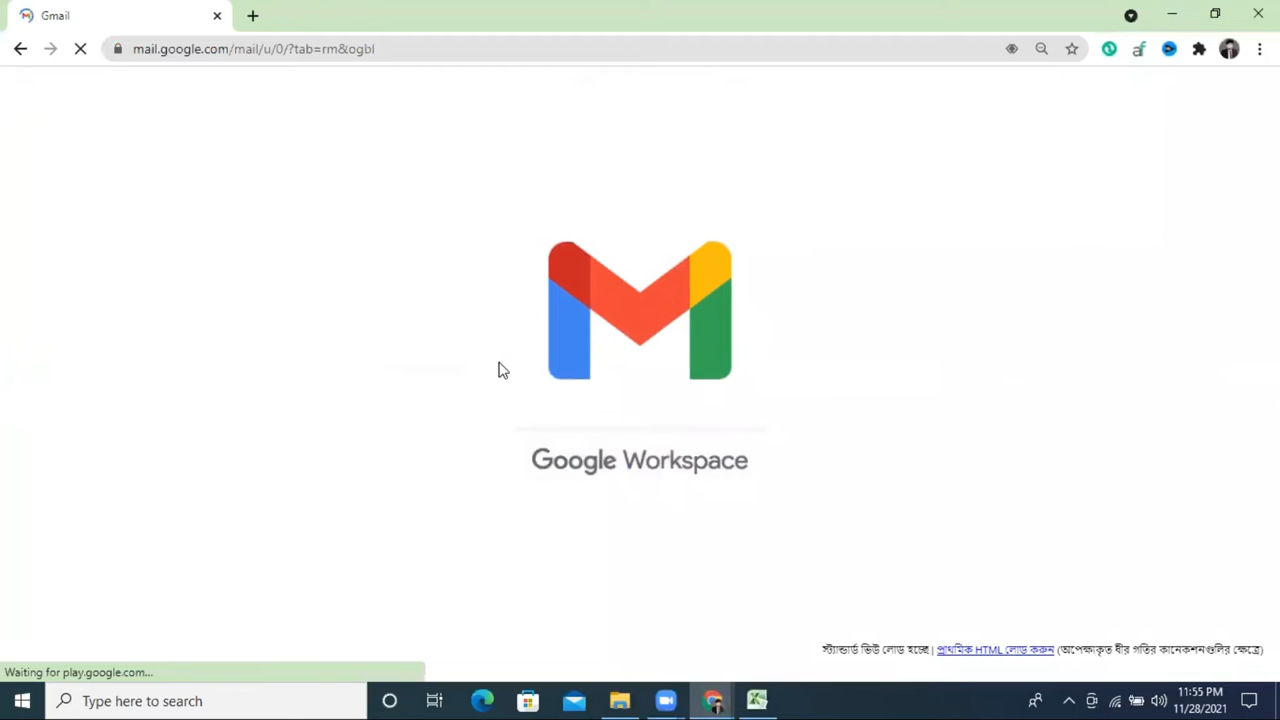 Gmail
mail.google.com/mail/u/0/?tab=rm&ogbl
Google Workspace
স্ট্যান্ডার্ড ভিউ লোড হচ্ছে | প্রাথমিক HTML লোড করুন (অপেক্ষাকৃত ধীর গতির কানেকশনগুলির ক্ষেত্রে)
Waiting for play.google.com...
Type here to search
11:55 PM
11/28/2021